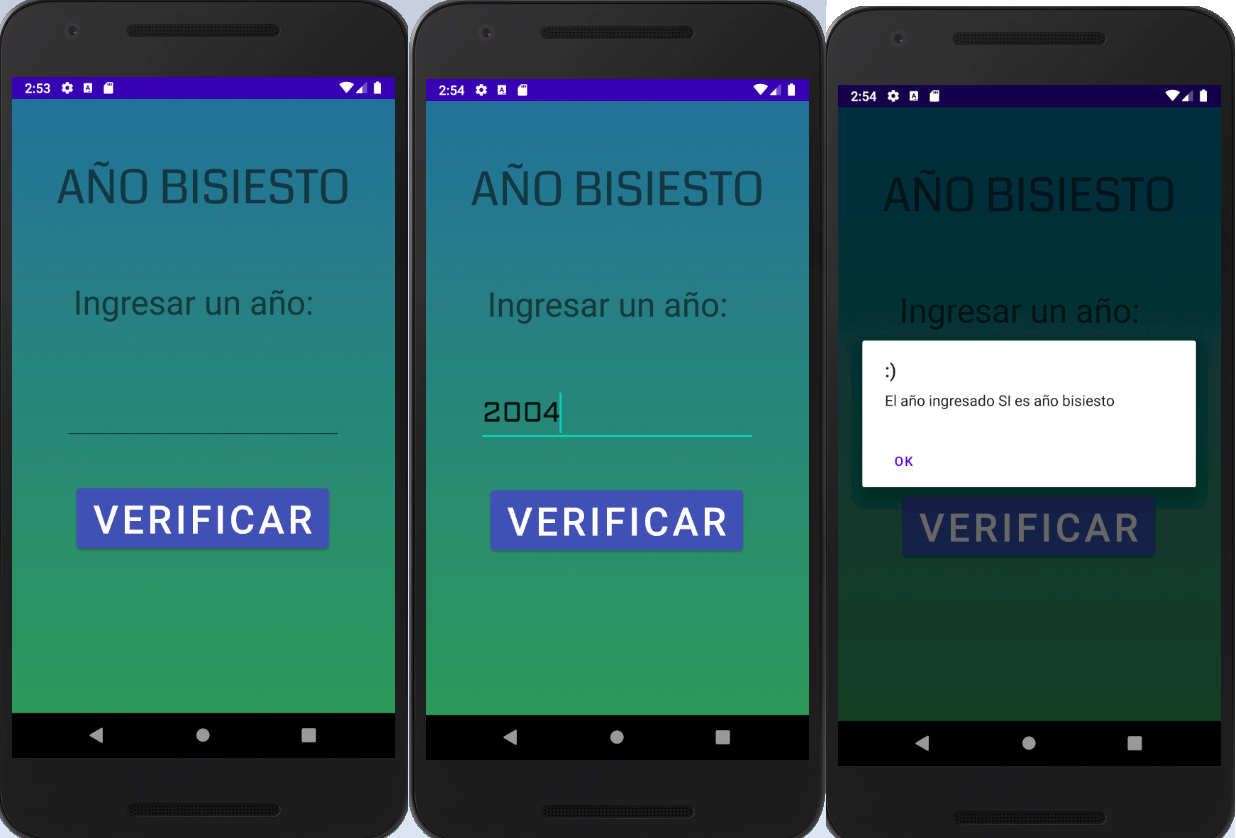 2:53
AÑO BISIESTO
Ingresar un año:
VERIFICAR
2:54
AÑO BISIESTO
Ingresar un año:
2004
VERIFICAR
2:54
AÑO BISIESTO
Ingresar un año:
:)
El año ingresado SI es año bisiesto
OK
VERIFICAR